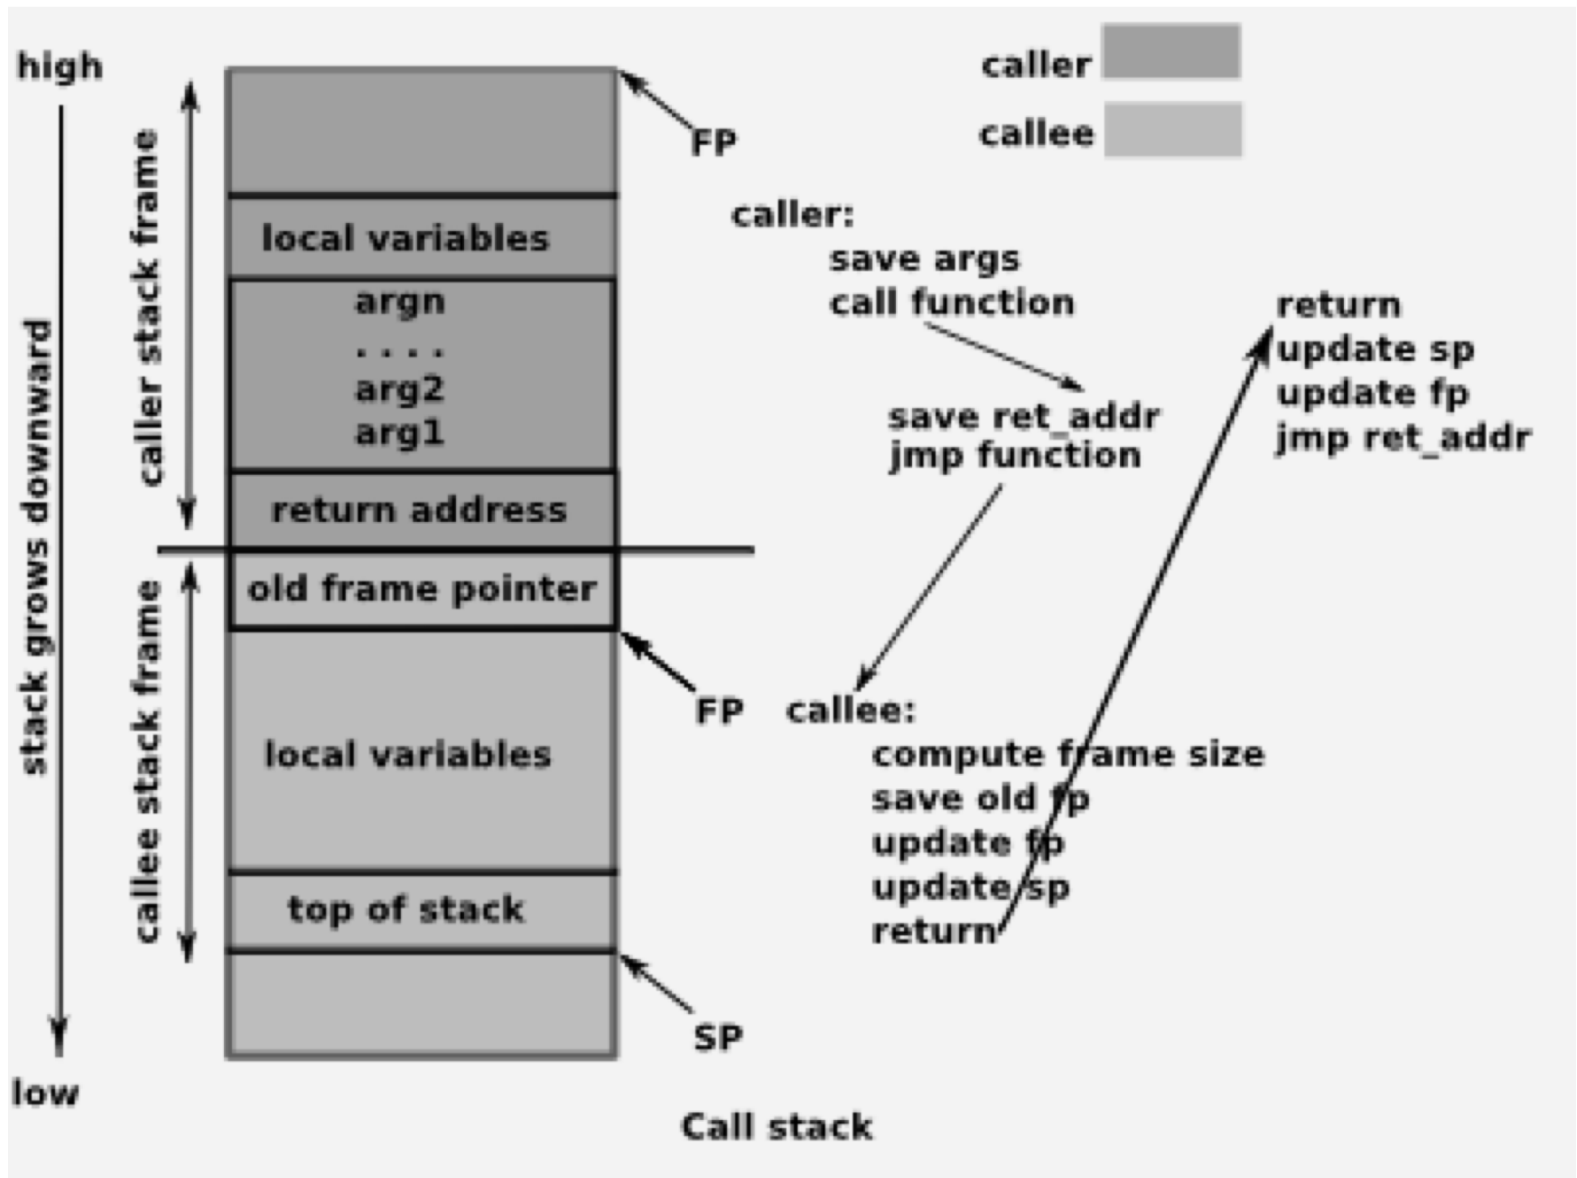 high
stack grows downward
low
caller stack frame
callee stack frame
local variables
argn
. . . .
arg2
arg1
return address
old frame pointer
local variables
top of stack
FP
FP
SP
caller
callee
caller:
save args
call function
save ret_addr
jmp function
callee:
compute frame size
save old fp
update fp
update sp
return
return
update sp
update fp
jmp ret_addr
Call stack